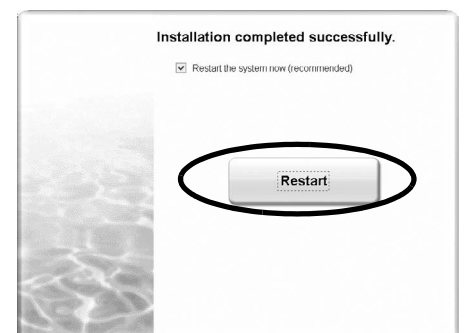 Installation completed successfully.
Restart the system now (recommended)
Restart